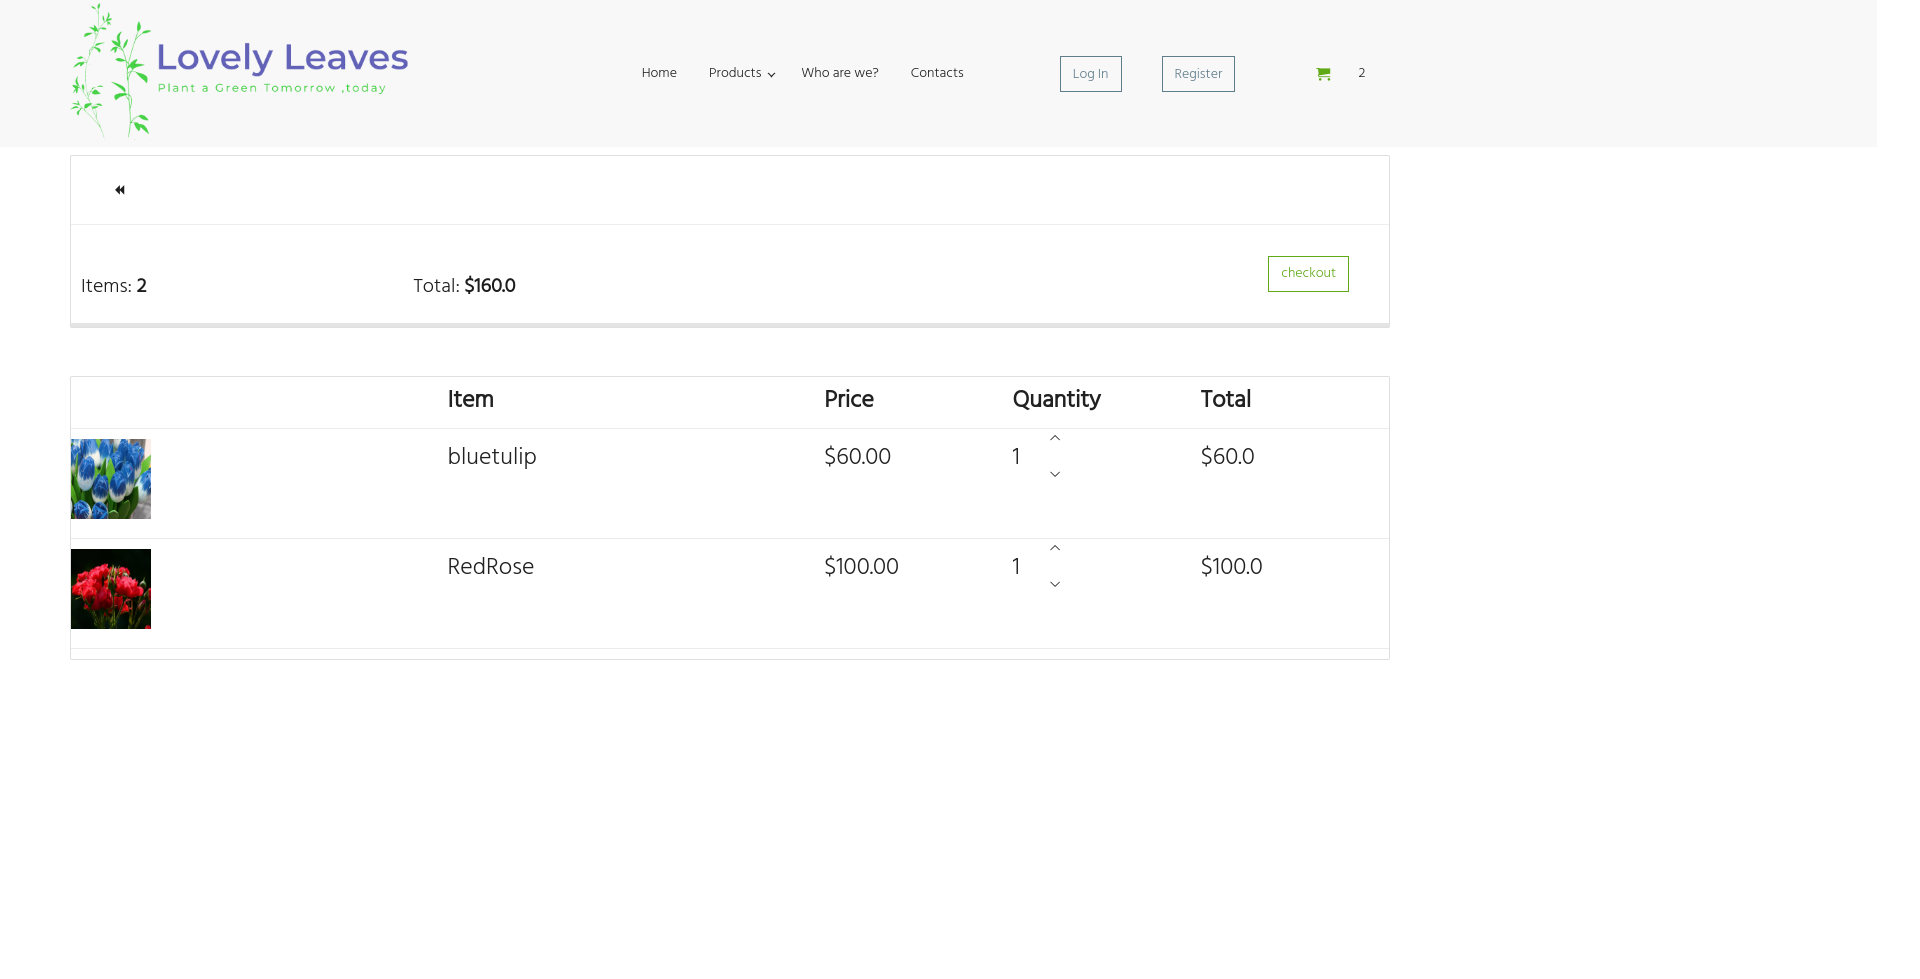 Lovely Leaves
Plant a Green Tomorrow ,today
Home Products Who are we? Contacts Log In Register 2
Items: 2 Total: $160.0 checkout
Item Price Quantity Total
bluetulip $60.00 1 $60.0
RedRose $100.00 1 $100.0